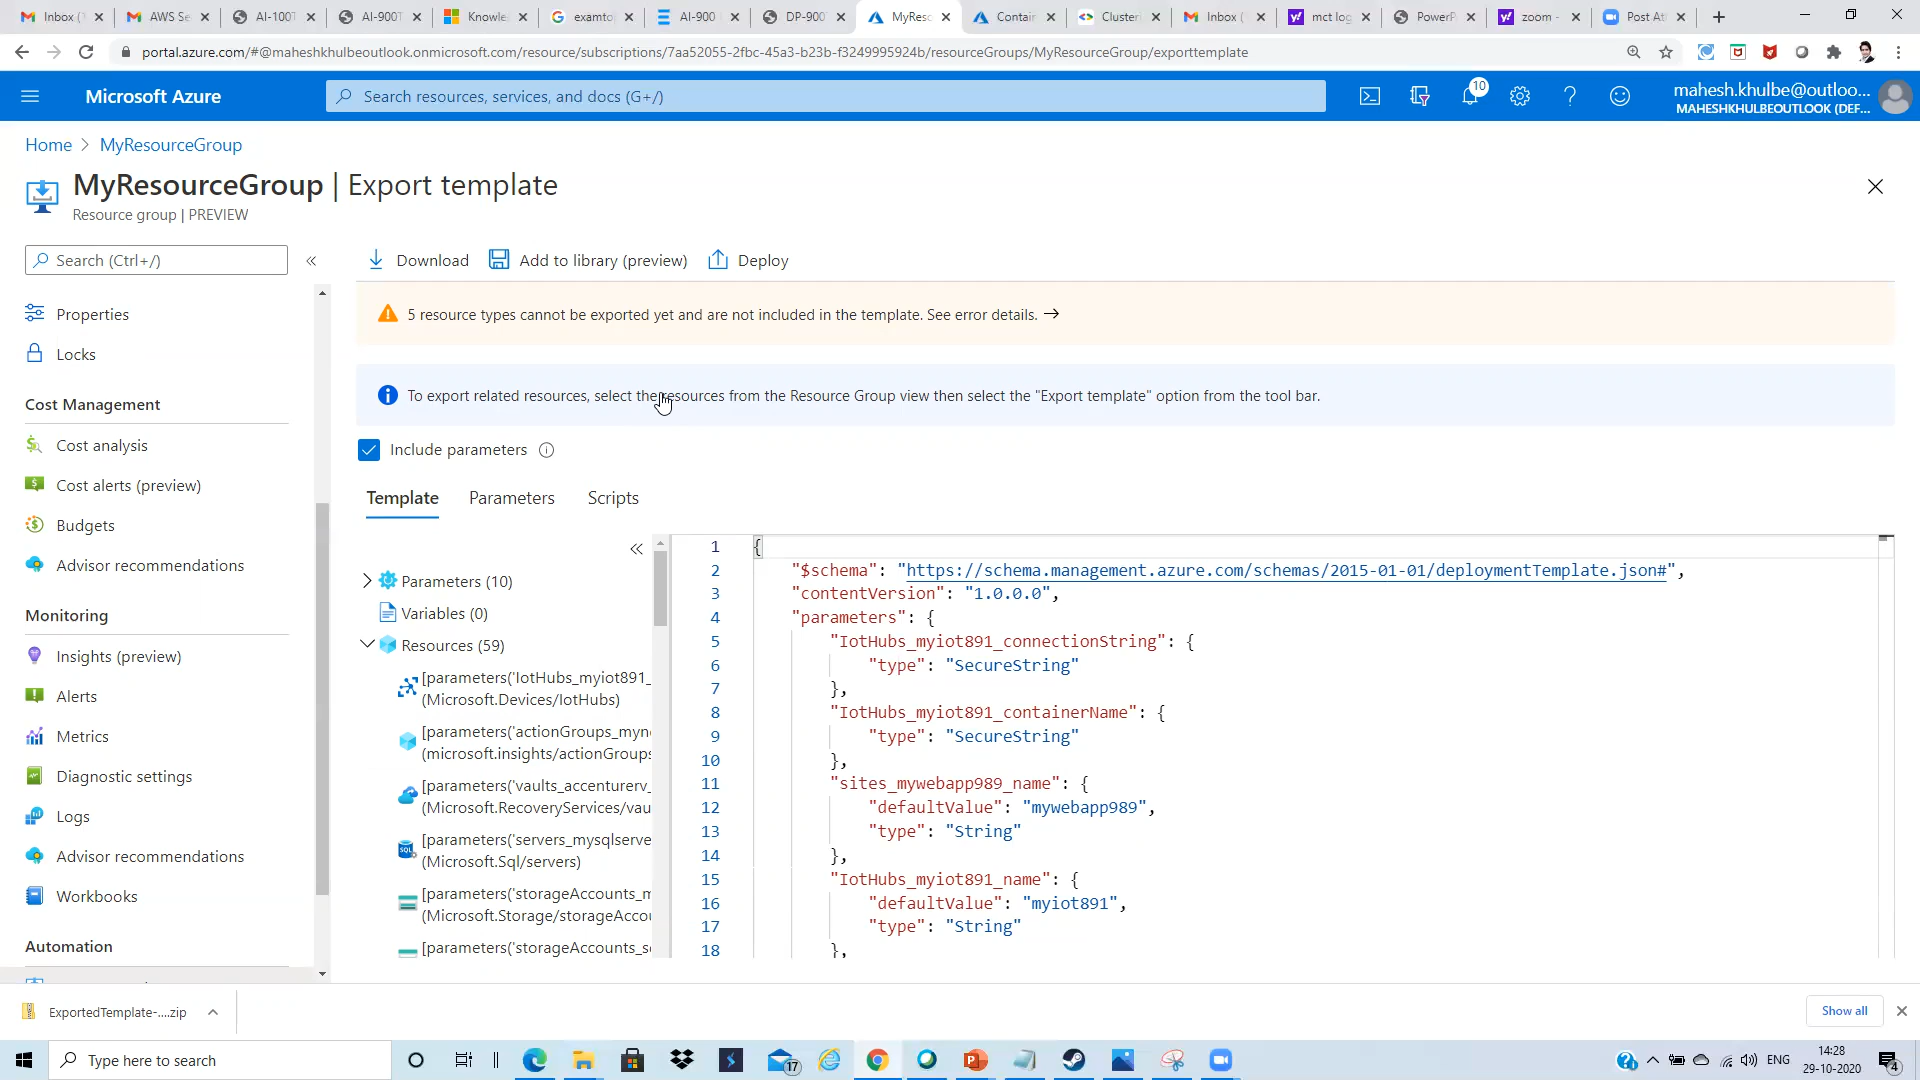 Inbox (
AWS Se
AI-100T
AI-900T
Knowle
examto
AI-900
DP-900
MyReso
Contain
Cluster
Inbox (
mct log
PowerP
zoom -
Post At
portal.azure.com/#@maheshkhulbeoutlook.onmicrosoft.com/resource/subscriptions/7aa52055-2fbc-45a3-b23b-f3249995924b/resourceGroups/MyResourceGroup/exporttemplate
Microsoft Azure
Search resources, services, and docs (G+/)
10
mahesh.khulbe@outloo...
MAHESHKHULBEOUTLOOK (DEF...
Home > MyResourceGroup
MyResourceGroup | Export template
Resource group | PREVIEW
Search (Ctrl+/)
Download
Add to library (preview)
Deploy
5 resource types cannot be exported yet and are not included in the template. See error details. →
To export related resources, select the resources from the Resource Group view then select the "Export template" option from the tool bar.
Include parameters
Template
Parameters
Scripts
Properties
Locks
Cost Management
Cost analysis
Cost alerts (preview)
Budgets
Advisor recommendations
Monitoring
Insights (preview)
Alerts
Metrics
Diagnostic settings
Logs
Advisor recommendations
Workbooks
Automation
Parameters (10)
Variables (0)
Resources (59)
[parameters('IotHubs_myiot891_
(Microsoft.Devices/IotHubs)
[parameters('actionGroups_myn
(microsoft.insights/actionGroups
[parameters('vaults_accenturerv_
(Microsoft.RecoveryServices/vau
[parameters('servers_mysqlserve
(Microsoft.Sql/servers)
[parameters('storageAccounts_m
(Microsoft.Storage/storageAccou
[parameters('storageAccounts_s
1 {
2 "$schema": "https://schema.management.azure.com/schemas/2015-01-01/deploymentTemplate.json#",
3 "contentVersion": "1.0.0.0",
4 "parameters": {
5 "IotHubs_myiot891_connectionString": {
6 "type": "SecureString"
7 },
8 "IotHubs_myiot891_containerName": {
9 "type": "SecureString"
10 },
11 "sites_mywebapp989_name": {
12 "defaultValue": "mywebapp989",
13 "type": "String"
14 },
15 "IotHubs_myiot891_name": {
16 "defaultValue": "myiot891",
17 "type": "String"
18 },
ExportedTemplate-....zip
Show all
Type here to search
17
ENG
14:28
29-10-2020
4